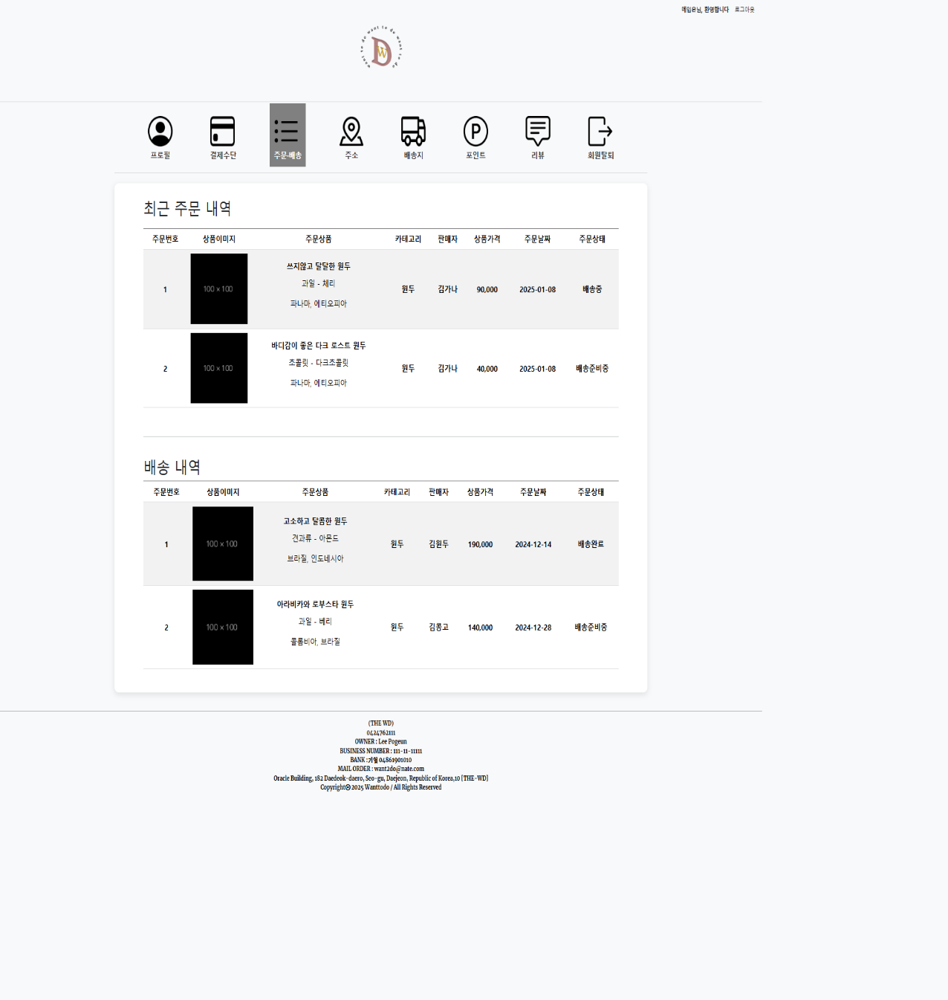 메입은님, 환영합니다 로그아웃
want to do want to do want to do
D
W
P
프로필 결제수단 주문·배송 주소 배송지 포인트 리뷰 회원탈퇴
최근 주문 내역
주문번호 상품이미지 주문상품 카테고리 판매자 상품가격 주문날짜 주문상태
쓰지않고 달달한 원두
과일 - 체리
1 100 × 100 원두 김가나 90,000 2025-01-08 배송중
파나마, 에티오피아
바디감이 좋은 다크 로스트 원두
초콜릿 - 다크초콜릿
2 100 × 100 원두 김가나 40,000 2025-01-08 배송준비중
파나마, 에티오피아
배송 내역
주문번호 상품이미지 주문상품 카테고리 판매자 상품가격 주문날짜 주문상태
고소하고 달콤한 원두
견과류 - 아몬드
1 100 × 100 원두 김원두 190,000 2024-12-14 배송완료
브라질, 인도네시아
아라비카와 로부스타 원두
과일 - 베리
2 100 × 100 원두 김콩고 140,000 2024-12-28 배송준비중
콜롬비아, 브라질
(THE WD)
0424762111
OWNER : Lee Pogeun
BUSINESS NUMBER : 111-11-11111
BANK :기업 04861901010
MAIL ORDER : want2do@nate.com
Oracle Building, 182 Daedeok-daero, Seo-gu, Daejeon, Republic of Korea,10 [THE-WD]
Copyright©2025 Wanttodo / All Rights Reserved